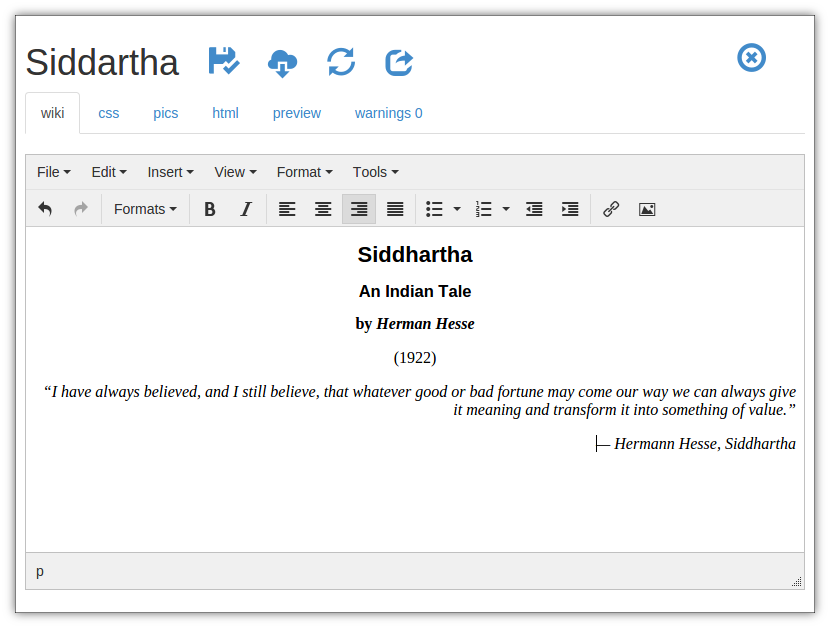 Siddartha
wiki css pics html preview warnings 0
File Edit Insert View Format Tools
Formats B I
Siddhartha
An Indian Tale
by Herman Hesse
(1922)
“I have always believed, and I still believe, that whatever good or bad fortune may come our way we can always give
it meaning and transform it into something of value.”
— Hermann Hesse, Siddhartha
p